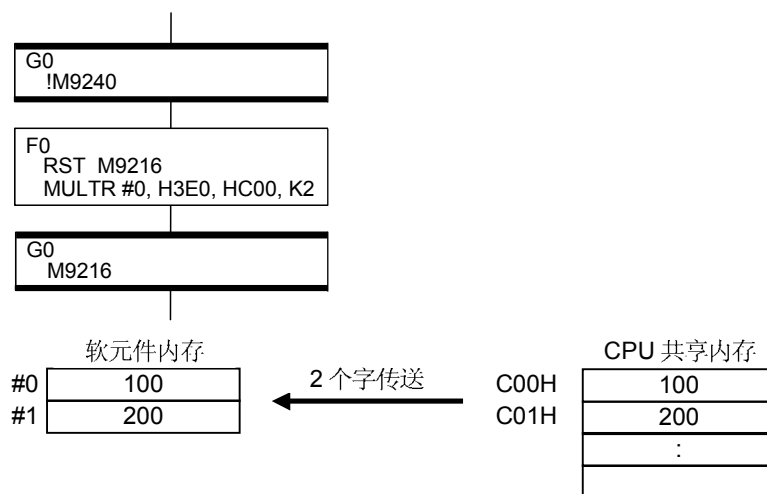 G0
!M9240
F0
RST M9216
MULTR #0, H3E0, HC00, K2
G0
M9216
软元件内存
CPU 共享内存
#0 100
2 个字传送
C00H 100
#1 200
C01H 200
: